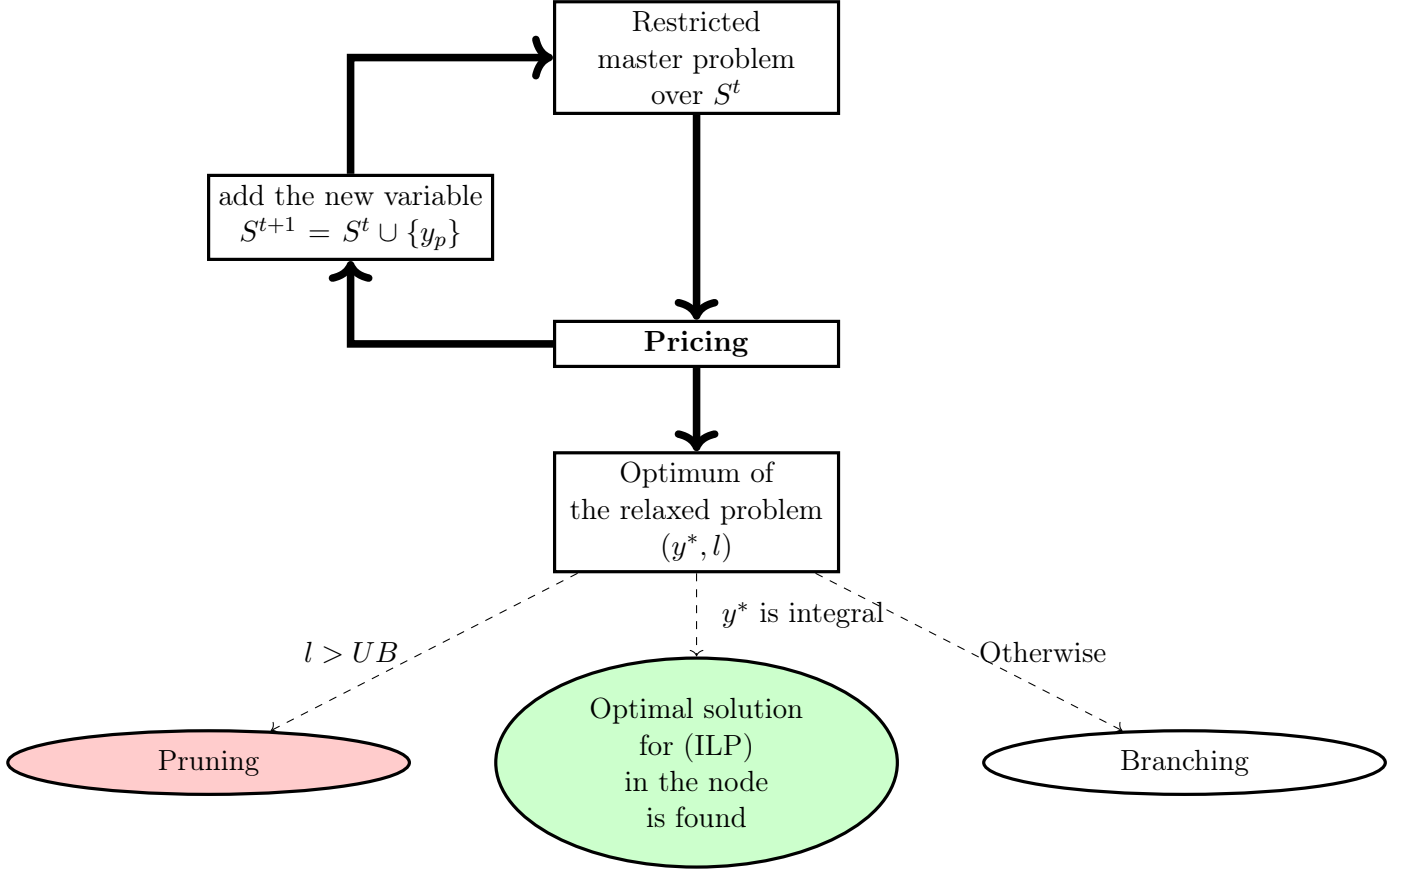 Restricted
master problem
over $S^t$
add the new variable
$S^{t+1} = S^t \cup \{y_p\}$
Pricing
Optimum of
the relaxed problem
$(y^*, l)$
$y^*$ is integral
$l > UB$
Otherwise
Pruning
Optimal solution
for (ILP)
in the node
is found
Branching